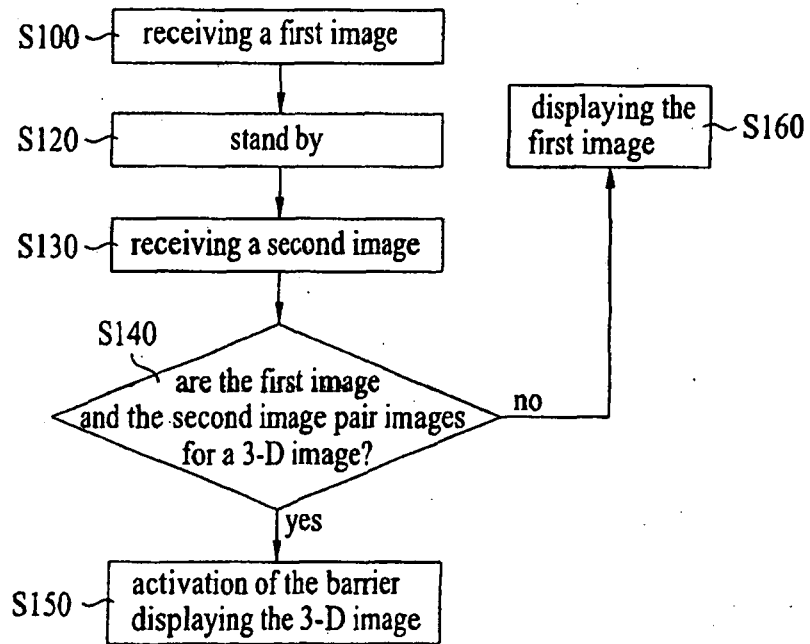 S100
receiving a first image
S120
stand by
displaying the
first image
S160
S130
receiving a second image
S140
are the first image
and the second image pair images
for a 3-D image?
no
yes
S150
activation of the barrier
displaying the 3-D image